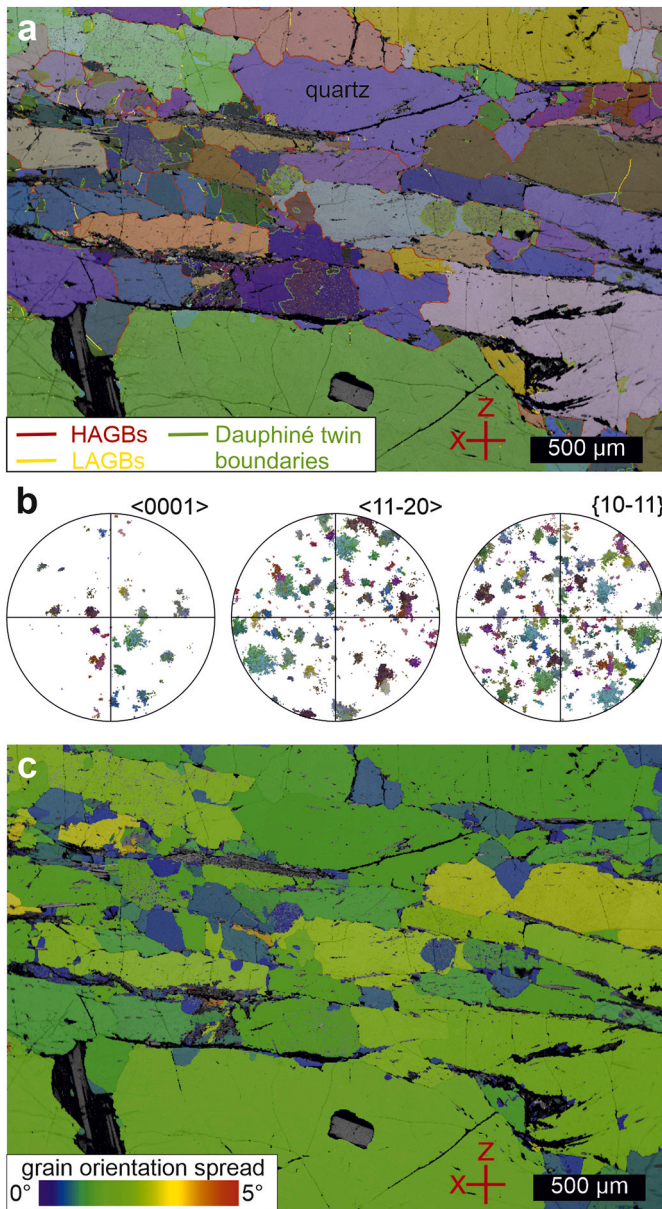 a
quartz
HAGBs
LAGBs
Dauphiné twin
boundaries
Z
X
500 µm
b
<0001>
<11-20>
{10-11}
c
grain orientation spread
0°
5°
Z
X
500 µm